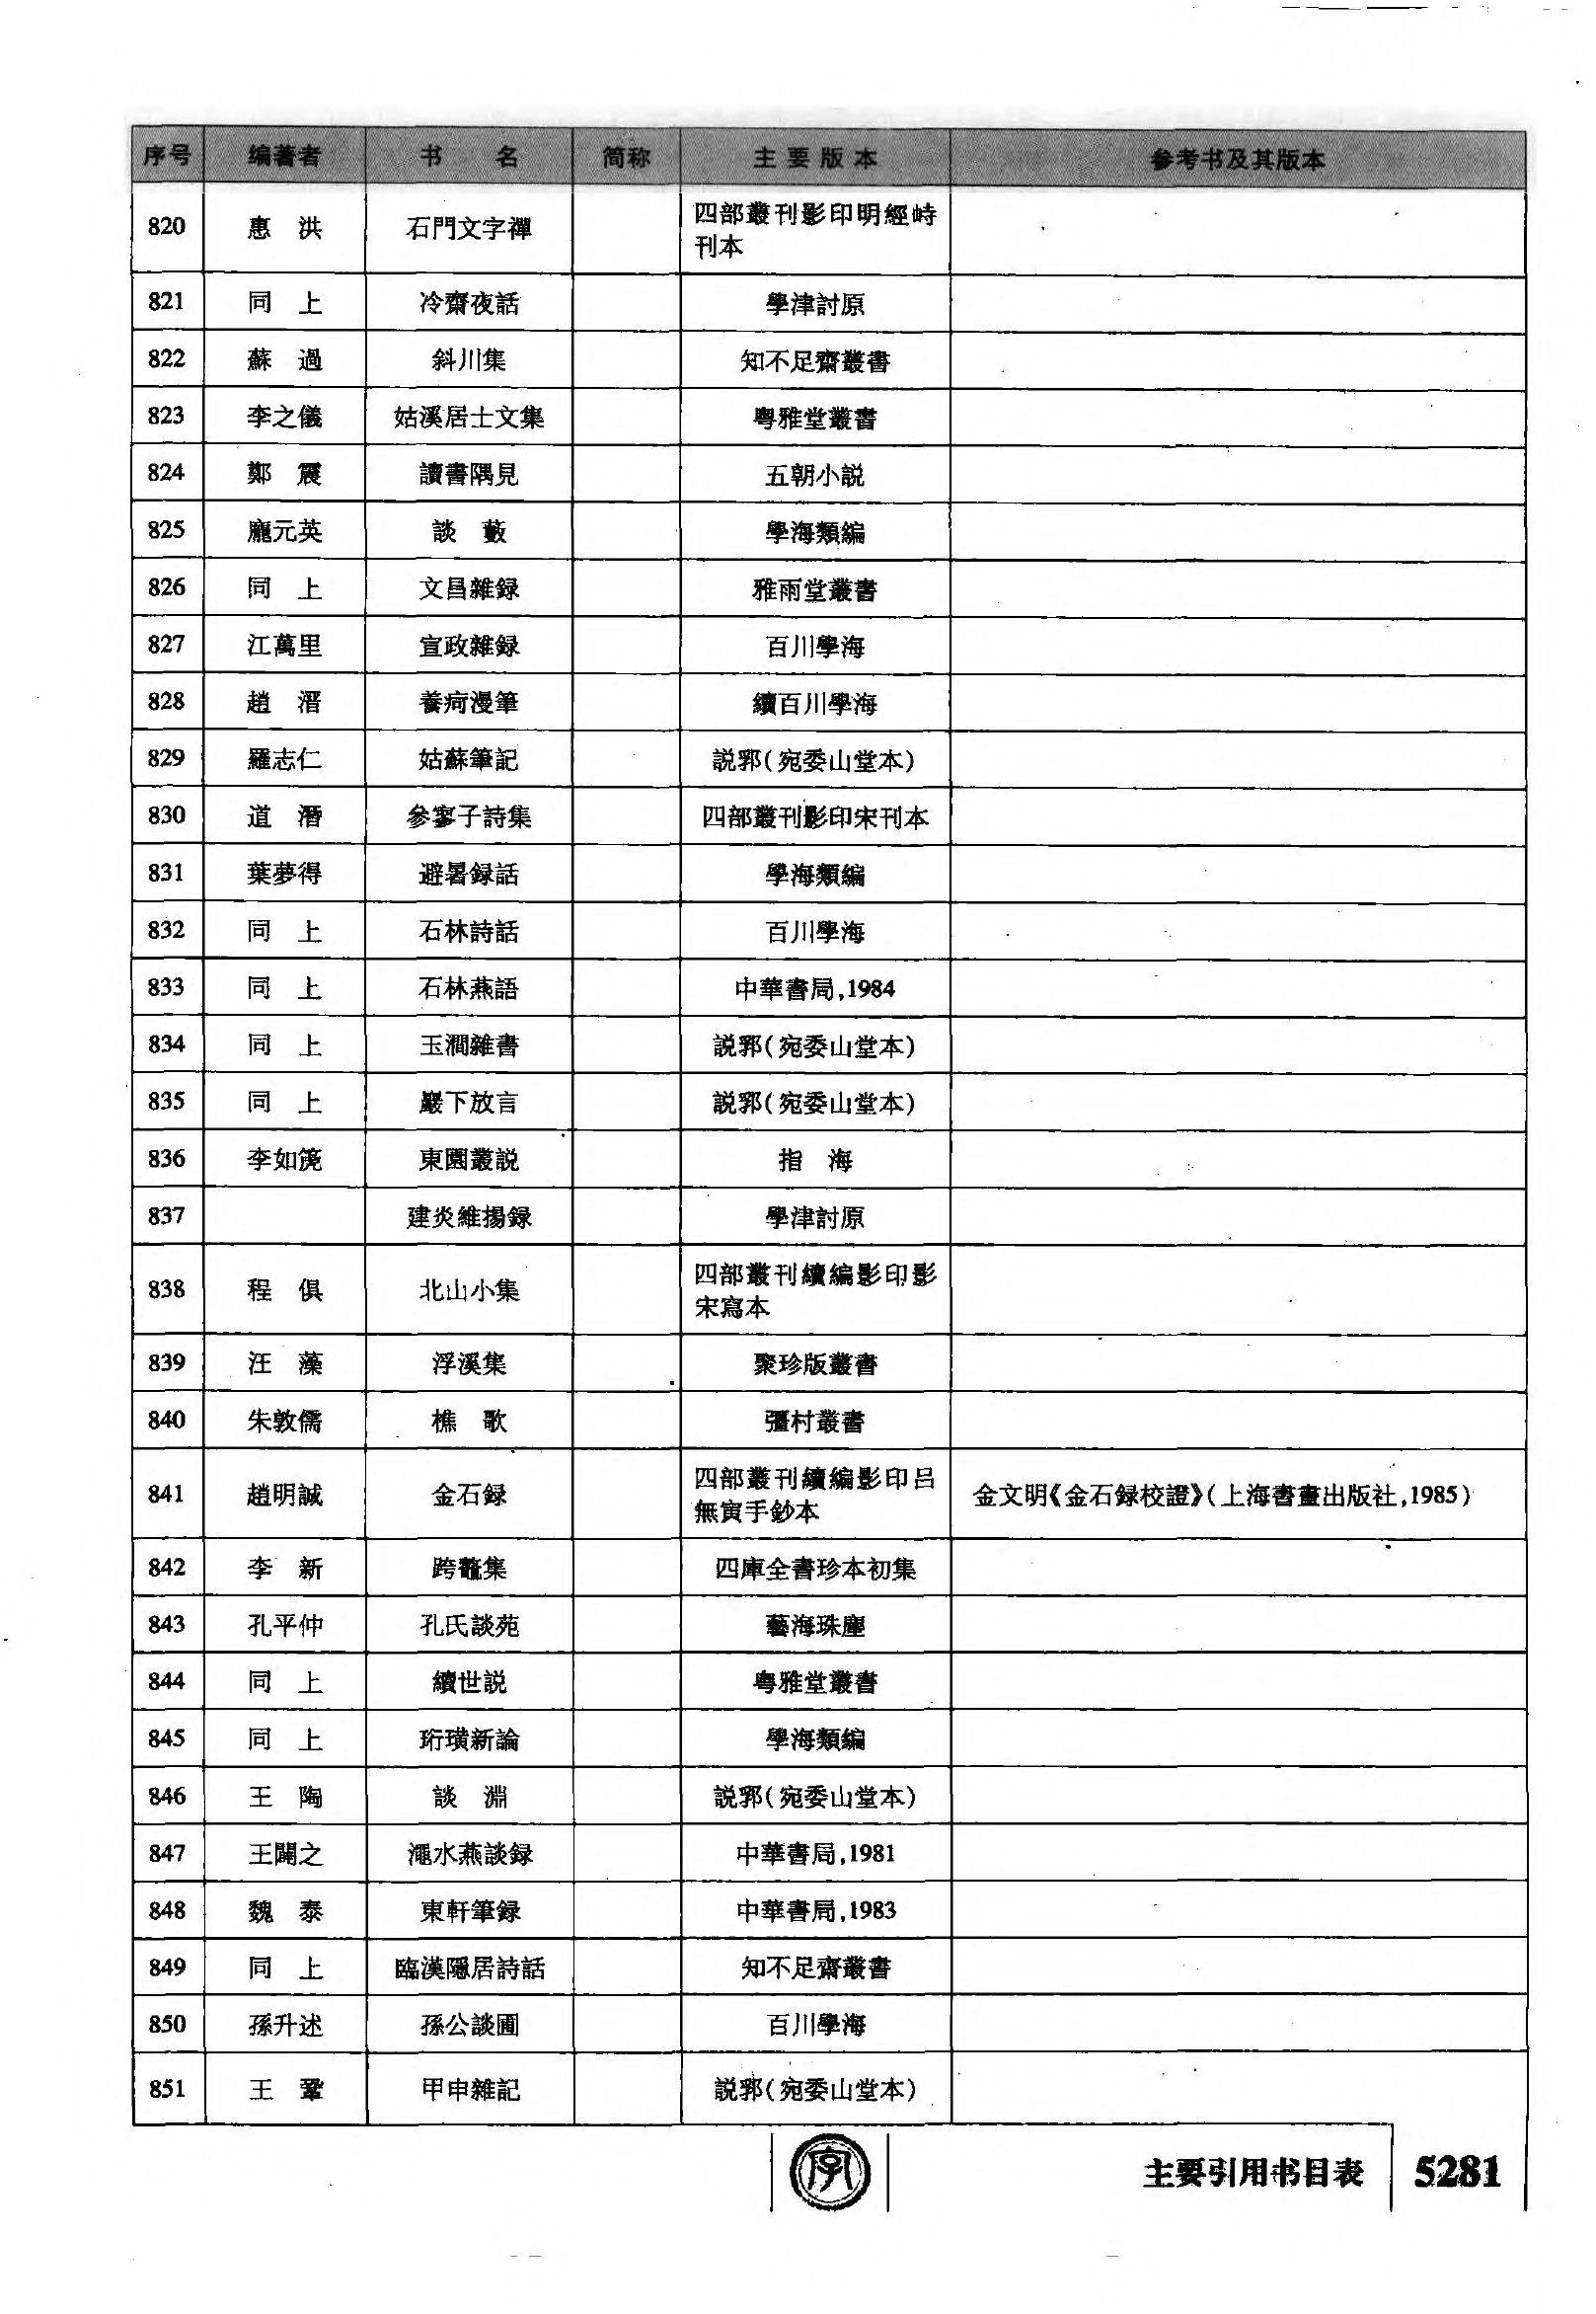 序号 编著者 书 名 简称 主要版本 参考书及其版本
820 惠 洪 石門文字禪 四部叢刊影印明經峙
刊本
821 同 上 冷齋夜話 學津討原
822 蘇 過 斜川集 知不足齋叢書
823 李之儀 姑溪居士文集 粤雅堂叢書
824 鄭 震 讀書隅見 五朝小説
825 龐元英 談 藪 學海類編
826 同 上 文昌雜録 雅雨堂叢書
827 江萬里 宣政雜録 百川學海
828 趙 溍 養疴漫筆 續百川學海
829 羅志仁 姑蘇筆記 説郛(宛委山堂本)
830 道 潛 參寥子詩集 四部叢刊影印宋刊本
831 葉夢得 避暑録話 學海類編
832 同 上 石林詩話 百川學海
833 同 上 石林燕語 中華書局,1984
834 同 上 玉澗雜書 説郛(宛委山堂本)
835 同 上 巖下放言 説郛(宛委山堂本)
836 李如箎 東園叢説 指 海
837 建炎維揚録 學津討原
838 程 俱 北山小集 四部叢刊續編影印影
宋寫本
839 汪 藻 浮溪集 聚珍版叢書
840 朱敦儒 樵 歌 彊村叢書
841 趙明誠 金石録 四部叢刊續編影印吕
無寅手鈔本 金文明《金石録校證》(上海書畫出版社,1985)
842 李 新 跨鼇集 四庫全書珍本初集
843 孔平仲 孔氏談苑 藝海珠塵
844 同 上 續世説 粤雅堂叢書
845 同 上 珩璜新論 學海類編
846 王 陶 談 淵 説郛(宛委山堂本)
847 王闢之 澠水燕談録 中華書局,1981
848 魏 泰 東軒筆録 中華書局,1983
849 同 上 臨漢隱居詩話 知不足齋叢書
850 孫升述 孫公談圃 百川學海
851 王 鞏 甲申雜記 説郛(宛委山堂本)
字
主要引用书目表 5281